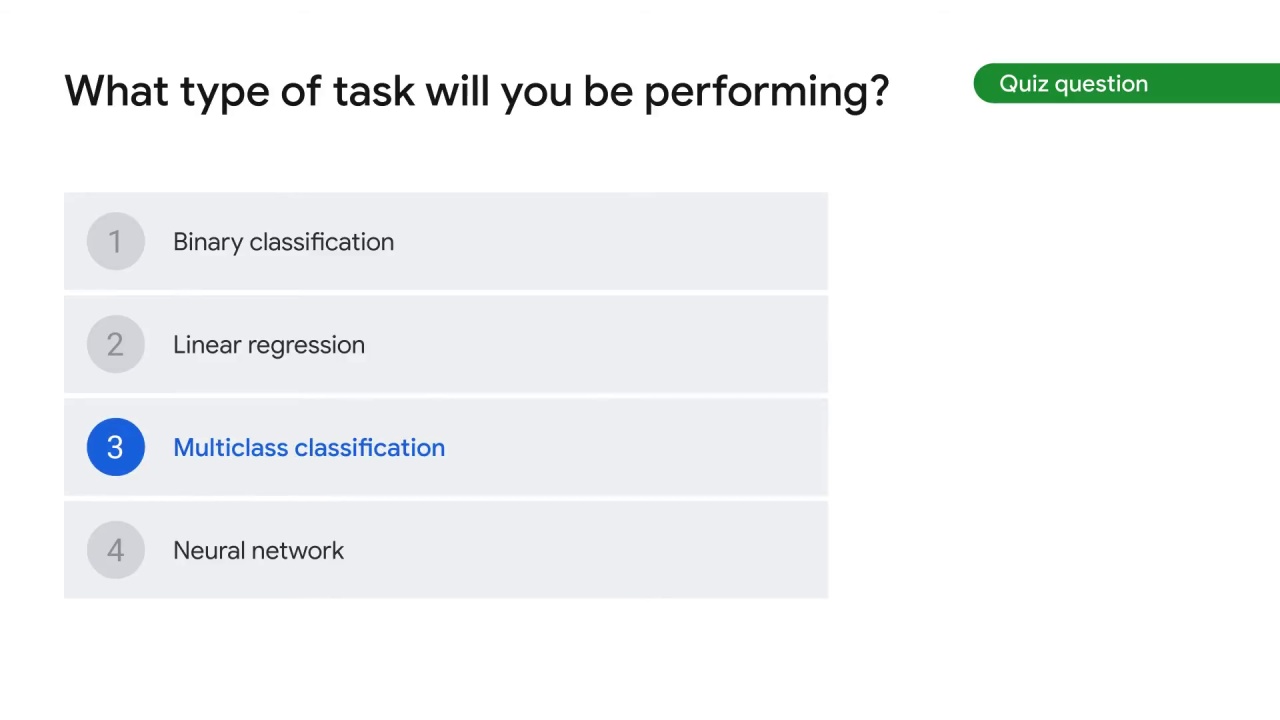 What type of task will you be performing?
Quiz question
1 Binary classification
2 Linear regression
3 Multiclass classification
4 Neural network